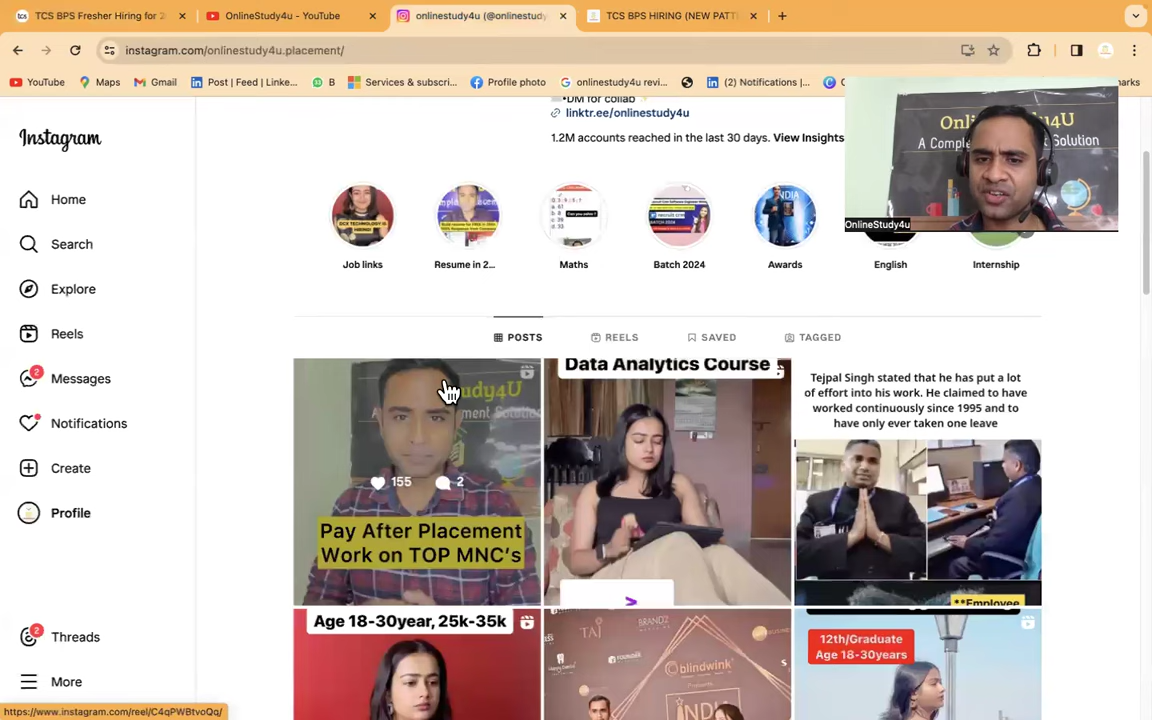 TCS BPS Fresher Hiring for 2
OnlineStudy4u - YouTube
onlinestudy4u (@onlinestudy
TCS BPS HIRING (NEW PATT
instagram.com/onlinestudy4u.placement/
YouTube
Maps
Gmail
Post | Feed | Linke...
B
Services & subscri...
Profile photo
onlinestudy4u revi...
(2) Notifications |...
OnlineStudy4u
Instagram
Home
Search
Explore
Reels
2
Messages
Notifications
Create
Profile
2
Threads
More
•DM for collab
linktr.ee/onlinestudy4u
1.2M accounts reached in the last 30 days. View Insights
Job links
Resume in 2...
Maths
Batch 2024
Awards
English
Internship
POSTS
REELS
SAVED
TAGGED
155
2
Pay After Placement
Work on TOP MNC's
Data Analytics Course
>
Tejpal Singh stated that he has put a lot
of effort into his work. He claimed to have
worked continuously since 1995 and to
have only ever taken one leave
**Employee
Age 18-30year, 25k-35k
TAJ
BRANDZ
blindwink
Presents
INDIA
12th/Graduate
Age 18-30years
https://www.instagram.com/reel/C4qPWBtvoQq/